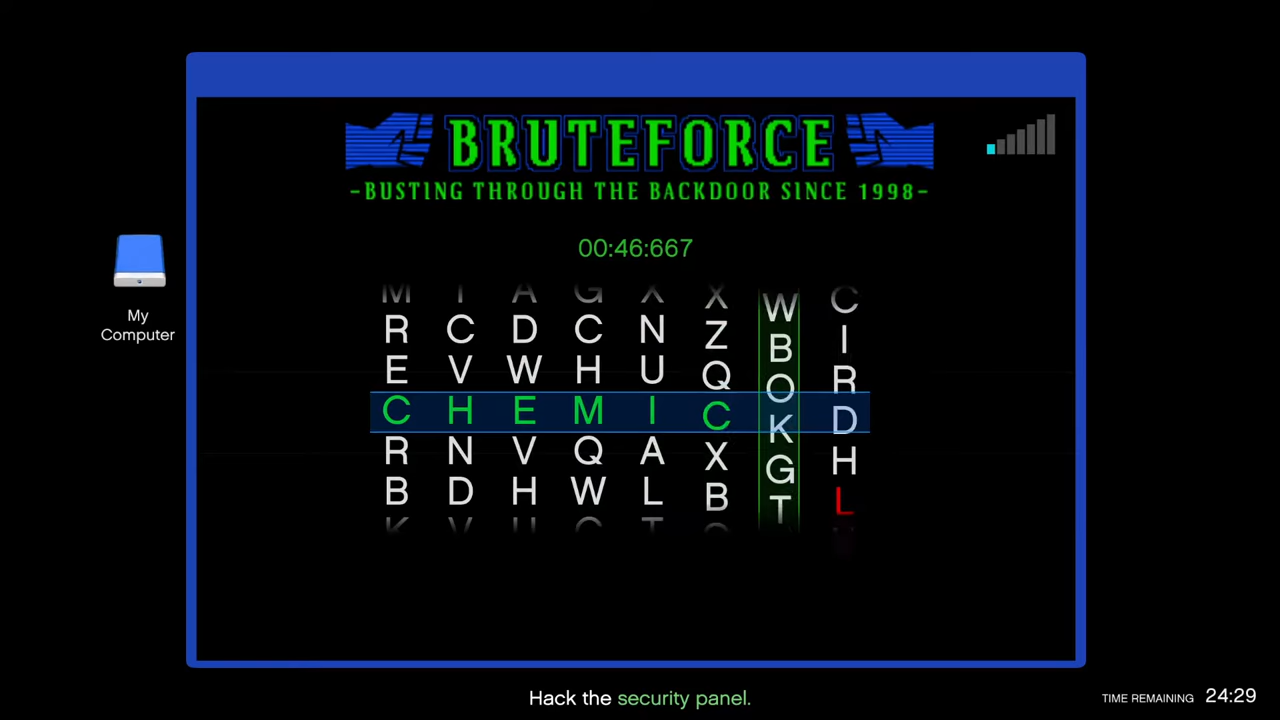 BRUTEFORCE
-BUSTING THROUGH THE BACKDOOR SINCE 1998-
00:46:667
My
Computer
M I A G X X W C
R C D C N Z B I
E V W H U Q O R
C H E M I C K D
R N V Q A X G H
B D H W L B T L
Hack the security panel.
TIME REMAINING 24:29